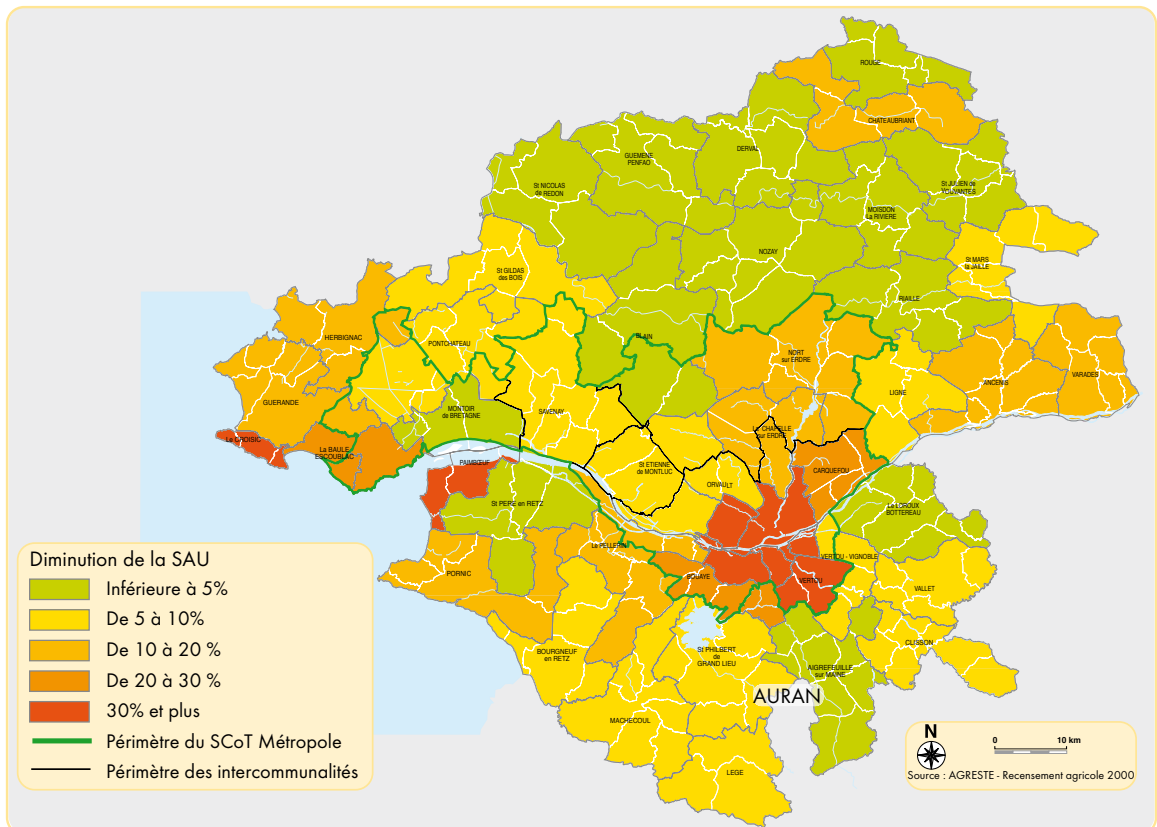 ROUGE
CHATEAUBRIANT
DERVAL
GUEMENE
PENFAO
St NICOLAS
de REDON
St JULIEN de
VOUVANTES
MOISDON
La RIVIERE
NOZAY
St MARS
la JAILLE
St GILDAS
des BOIS
RIAILLE
HERBIGNAC
PONTCHATEAU
BLAIN
NORT
sur ERDRE
ANCENIS
VARADES
LIGNE
GUERANDE
MONTOIR
de BRETAGNE
SAVENAY
LA CHAPELLE
sur ERDRE
Le CROISIC
La BAULE
ESCOUBLAC
PAIMBŒUF
St ETIENNE
de MONTLUC
ORVAULT
CARQUEFOU
St PERE en RETZ
Le LOROUX
BOTTEREAU
Le PELLERIN
VERTOU - VIGNOBLE
PORNIC
BOUAYE
VERTOU
VALLET
BOURGNEUF
en RETZ
St PHILBERT
de
GRAND LIEU
CLISSON
AIGREFEUILLE
sur MAINE
AURAN
MACHECOUL
LEGE
Diminution de la SAU
Inférieure à 5%
De 5 à 10%
De 10 à 20 %
De 20 à 30 %
30% et plus
Périmètre du SCoT Métropole
Périmètre des intercommunalités
N
0 10 km
Source : AGRESTE - Recensement agricole 2000